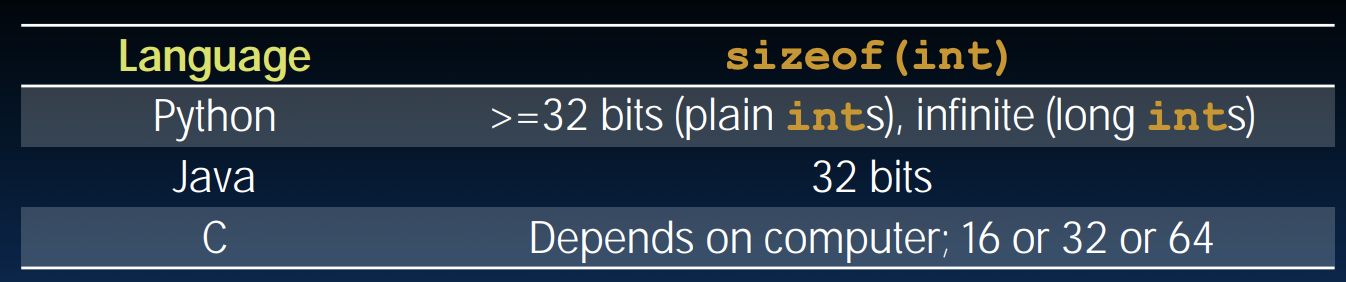 Language sizeof(int)
Python >=32 bits (plain ints), infinite (long ints)
Java 32 bits
C Depends on computer; 16 or 32 or 64